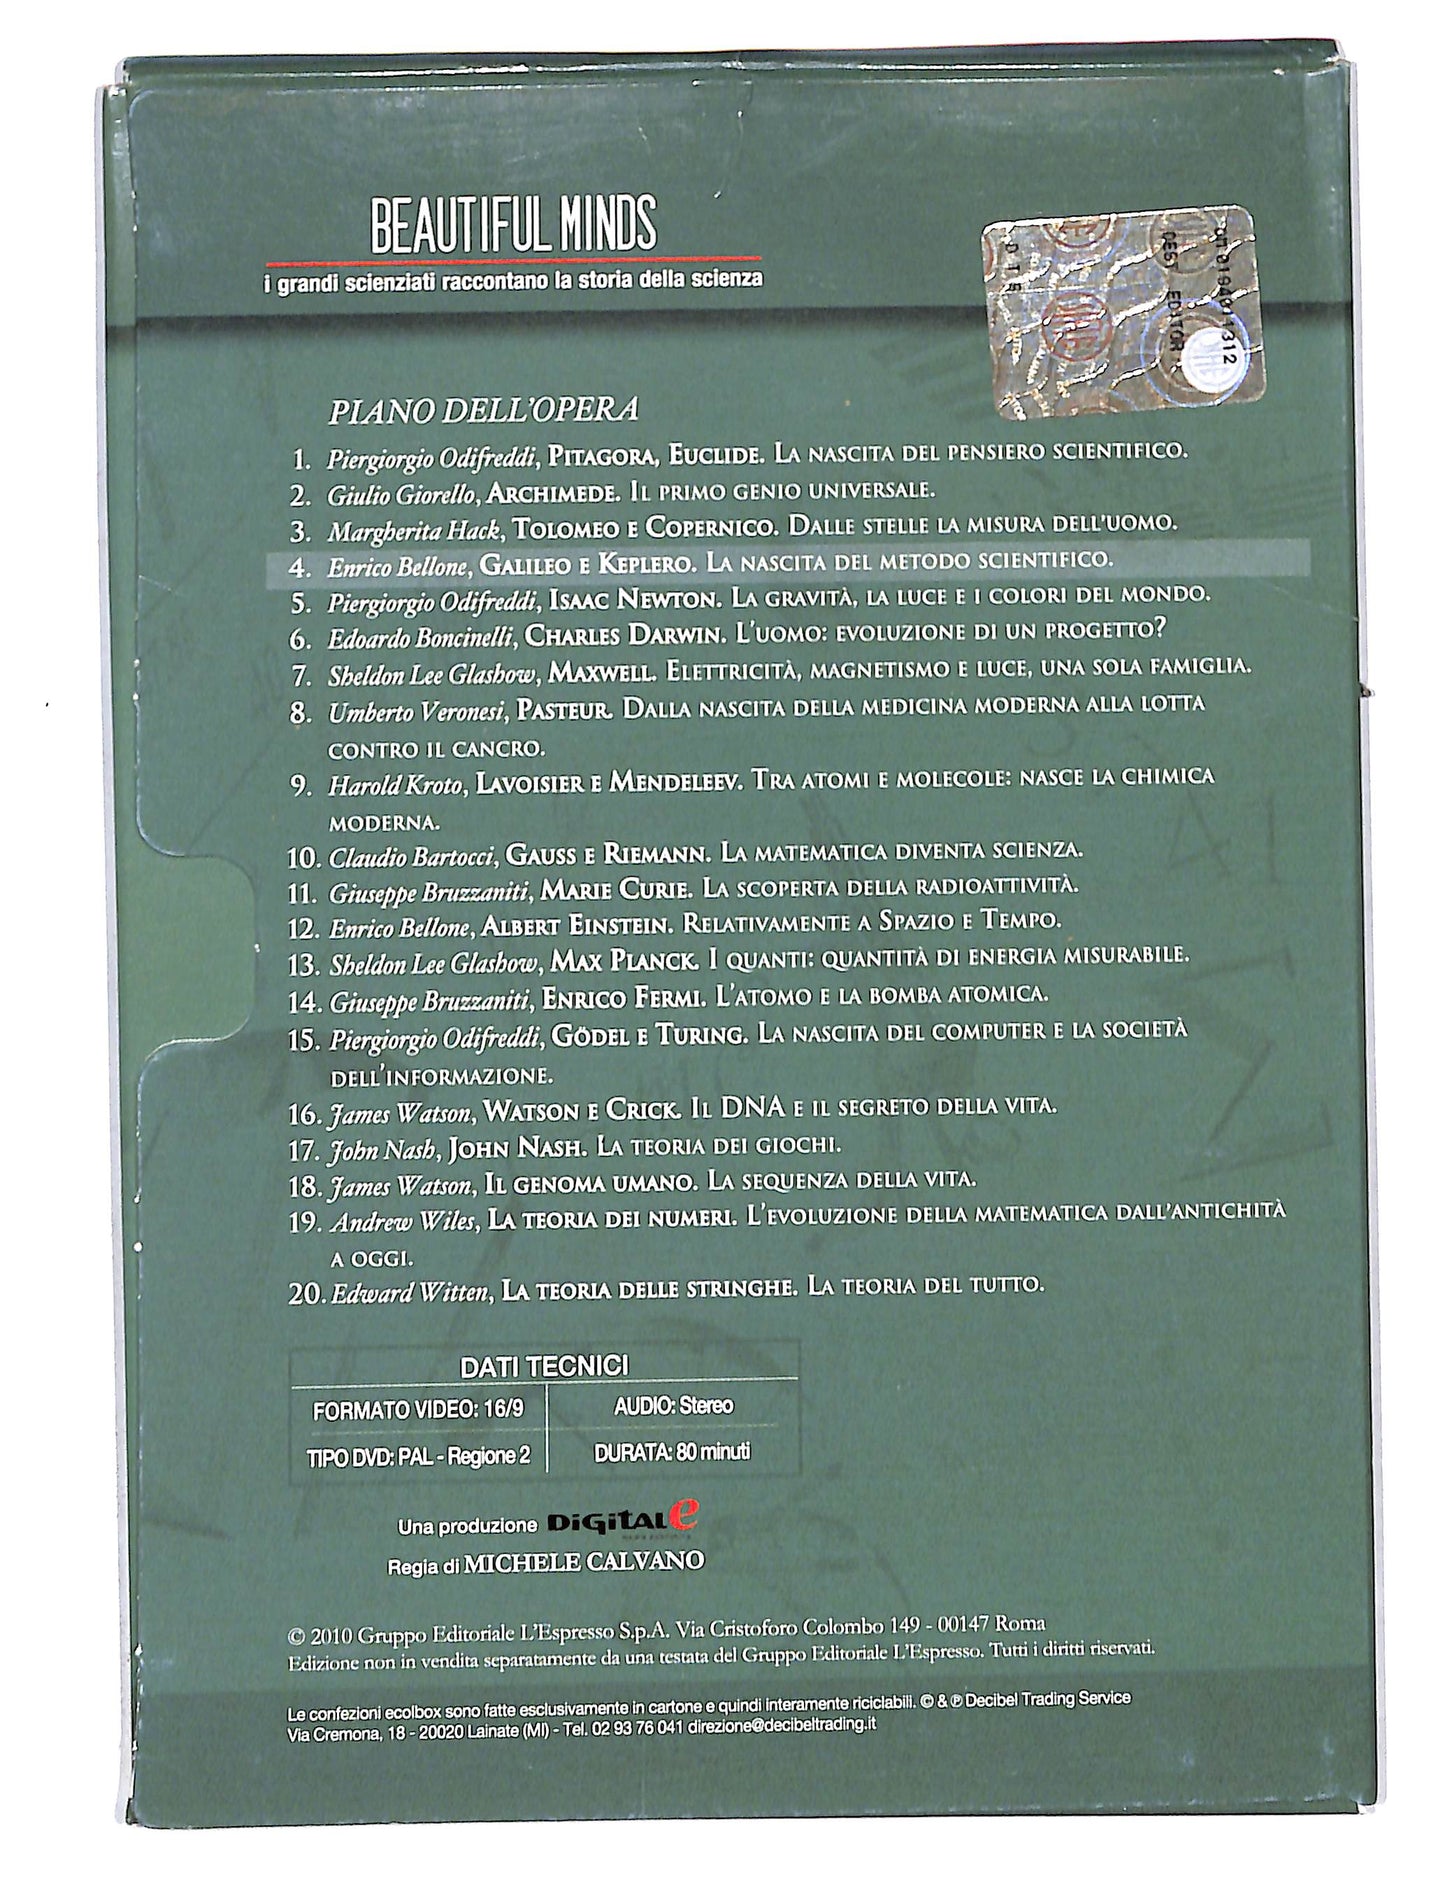 BEAUTIFUL MINDS
i grandi scienziati raccontano la storia della scienza
DEST EDITOR
PIANO DELL'OPERA
1. Piergiorgio Odifreddi, PITAGORA, EUCLIDE. LA NASCITA DEL PENSIERO SCIENTIFICO.
2. Giulio Giorello, ARCHIMEDE. IL PRIMO GENIO UNIVERSALE.
3. Margherita Hack, TOLOMEO E COPERNICO. DALLE STELLE LA MISURA DELL'UOMO.
4. Enrico Bellone, GALILEO E KEPLERO. LA NASCITA DEL METODO SCIENTIFICO.
5. Piergiorgio Odifreddi, ISAAC NEWTON. LA GRAVITÀ, LA LUCE E I COLORI DEL MONDO.
6. Edoardo Boncinelli, CHARLES DARWIN. L'UOMO: EVOLUZIONE DI UN PROGETTO?
7. Sheldon Lee Glashow, MAXWELL. ELETTRICITÀ, MAGNETISMO E LUCE, UNA SOLA FAMIGLIA.
8. Umberto Veronesi, PASTEUR. DALLA NASCITA DELLA MEDICINA MODERNA ALLA LOTTA
CONTRO IL CANCRO.
9. Harold Kroto, LAVOISIER E MENDELEEV. TRA ATOMI E MOLECOLE: NASCE LA CHIMICA
MODERNA.
10. Claudio Bartocci, GAUSS E RIEMANN. LA MATEMATICA DIVENTA SCIENZA.
11. Giuseppe Bruzzaniti, MARIE CURIE. LA SCOPERTA DELLA RADIOATTIVITÀ.
12. Enrico Bellone, ALBERT EINSTEIN. RELATIVAMENTE A SPAZIO E TEMPO.
13. Sheldon Lee Glashow, MAX PLANCK. I QUANTI: QUANTITÀ DI ENERGIA MISURABILE.
14. Giuseppe Bruzzaniti, ENRICO FERMI. L'ATOMO E LA BOMBA ATOMICA.
15. Piergiorgio Odifreddi, GÖDEL E TURING. LA NASCITA DEL COMPUTER E LA SOCIETÀ
DELL'INFORMAZIONE.
16. James Watson, WATSON E CRICK. IL DNA E IL SEGRETO DELLA VITA.
17. John Nash, JOHN NASH. LA TEORIA DEI GIOCHI.
18. James Watson, IL GENOMA UMANO. LA SEQUENZA DELLA VITA.
19. Andrew Wiles, LA TEORIA DEI NUMERI. L'EVOLUZIONE DELLA MATEMATICA DALL'ANTICHITÀ
A OGGI.
20. Edward Witten, LA TEORIA DELLE STRINGHE. LA TEORIA DEL TUTTO.
DATI TECNICI
FORMATO VIDEO: 16/9 AUDIO: Stereo
TIPO DVD: PAL - Regione 2 DURATA: 80 minuti
Una produzione DiGiTALe
Regia di MICHELE CALVANO
© 2010 Gruppo Editoriale L'Espresso S.p.A. Via Cristoforo Colombo 149 - 00147 Roma
Edizione non in vendita separatamente da una testata del Gruppo Editoriale L'Espresso. Tutti i diritti riservati.
Le confezioni ecolbox sono fatte esclusivamente in cartone e quindi interamente riciclabili. © & ℗ Decibel Trading Service
Via Cremona, 18 - 20020 Lainate (MI) - Tel. 02 93 76 041 direzione@decibeltrading.it